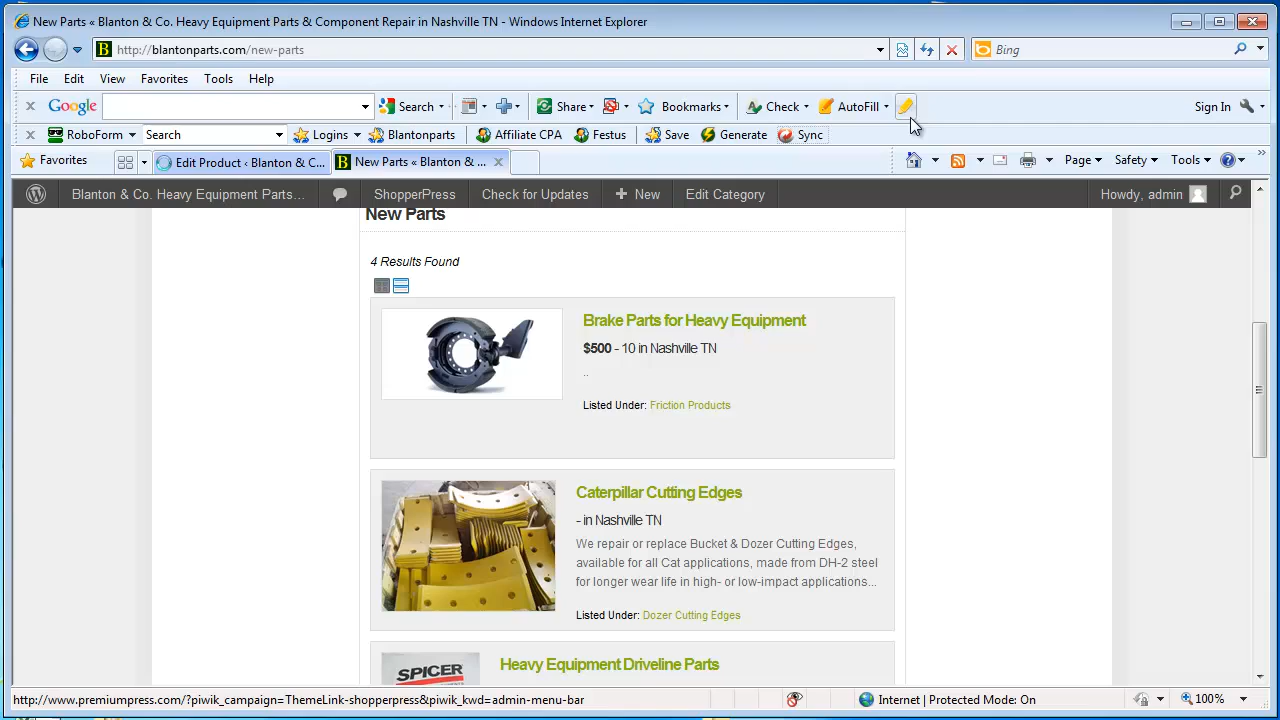 New Parts « Blanton & Co. Heavy Equipment Parts & Component Repair in Nashville TN - Windows Internet Explorer
http://blantonparts.com/new-parts
Bing
File Edit View Favorites Tools Help
Google Search Share Bookmarks Check AutoFill Sign In
RoboForm Search Logins Blantonparts Affiliate CPA Festus Save Generate Sync
Favorites Edit Product ‹ Blanton & C... New Parts « Blanton & ... Page Safety Tools
Blanton & Co. Heavy Equipment Parts... ShopperPress Check for Updates New Edit Category Howdy, admin
New Parts
4 Results Found
Brake Parts for Heavy Equipment
$500 - 10 in Nashville TN
..
Listed Under: Friction Products
Caterpillar Cutting Edges
- in Nashville TN
We repair or replace Bucket & Dozer Cutting Edges,
available for all Cat applications, made from DH-2 steel
for longer wear life in high- or low-impact applications...
Listed Under: Dozer Cutting Edges
SPICER
Heavy Equipment Driveline Parts
http://www.premiumpress.com/?piwik_campaign=ThemeLink-shopperpress&piwik_kwd=admin-menu-bar
Internet | Protected Mode: On
100%